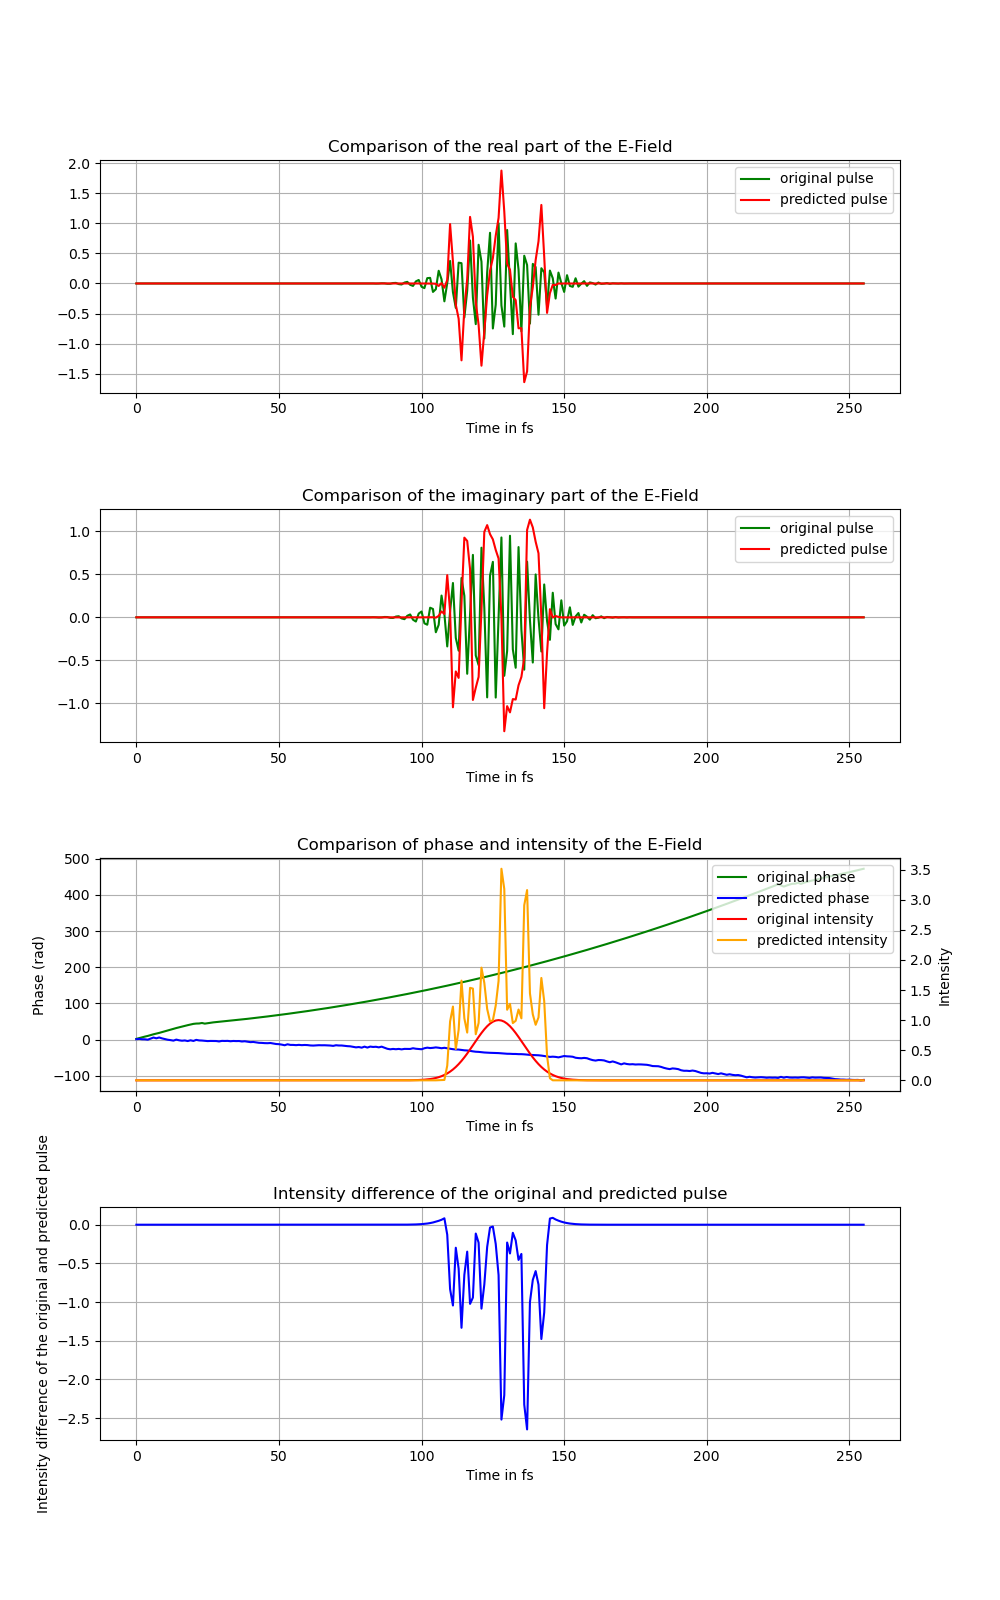 Comparison of the real part of the E-Field
2.0
1.5
1.0
0.5
0.0
−0.5
−1.0
−1.5
original pulse
predicted pulse
0 50 100 150 200 250
Time in fs
Comparison of the imaginary part of the E-Field
1.0
0.5
0.0
−0.5
−1.0
original pulse
predicted pulse
0 50 100 150 200 250
Time in fs
Comparison of phase and intensity of the E-Field
Phase (rad)
500
400
300
200
100
0
−100
original phase
predicted phase
original intensity
predicted intensity
3.5
3.0
2.5
2.0
1.5
1.0
0.5
0.0
Intensity
0 50 100 150 200 250
Time in fs
Intensity difference of the original and predicted pulse
Intensity difference of the original and predicted pulse
0.0
−0.5
−1.0
−1.5
−2.0
−2.5
0 50 100 150 200 250
Time in fs